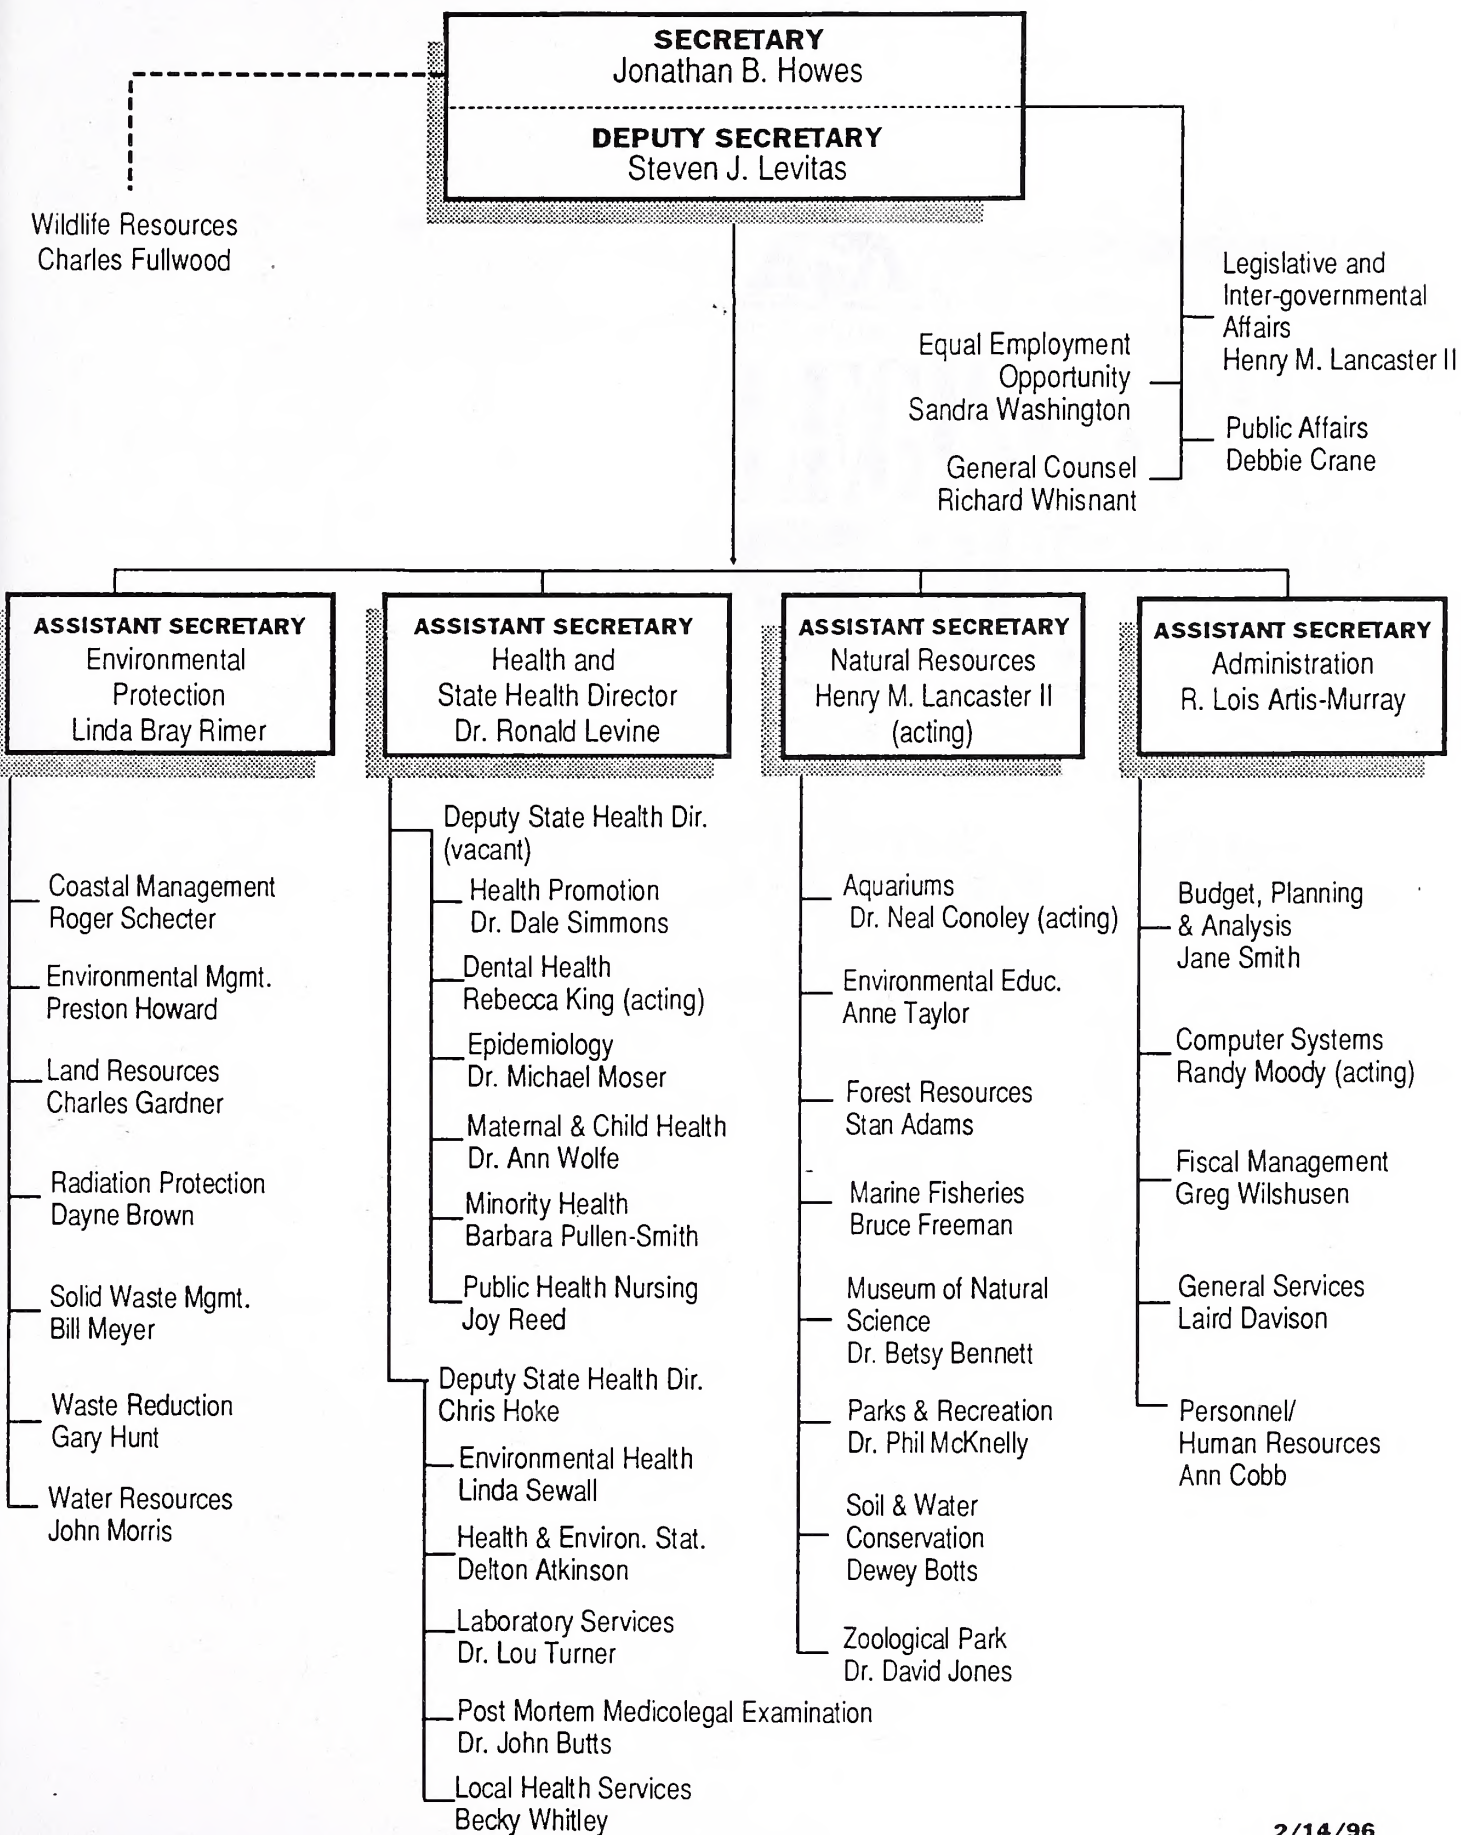 SECRETARY
Jonathan B. Howes
DEPUTY SECRETARY
Steven J. Levitas
Wildlife Resources
Charles Fullwood
Legislative and
Inter-governmental
Affairs
Henry M. Lancaster II
Equal Employment
Opportunity
Sandra Washington
Public Affairs
Debbie Crane
General Counsel
Richard Whisnant
ASSISTANT SECRETARY
Environmental
Protection
Linda Bray Rimer
Coastal Management
Roger Schecter
Environmental Mgmt.
Preston Howard
Land Resources
Charles Gardner
Radiation Protection
Dayne Brown
Solid Waste Mgmt.
Bill Meyer
Waste Reduction
Gary Hunt
Water Resources
John Morris
ASSISTANT SECRETARY
Health and
State Health Director
Dr. Ronald Levine
Deputy State Health Dir.
(vacant)
Health Promotion
Dr. Dale Simmons
Dental Health
Rebecca King (acting)
Epidemiology
Dr. Michael Moser
Maternal & Child Health
Dr. Ann Wolfe
Minority Health
Barbara Pullen-Smith
Public Health Nursing
Joy Reed
Deputy State Health Dir.
Chris Hoke
Environmental Health
Linda Sewall
Health & Environ. Stat.
Delton Atkinson
Laboratory Services
Dr. Lou Turner
Post Mortem Medicolegal Examination
Dr. John Butts
Local Health Services
Becky Whitley
ASSISTANT SECRETARY
Natural Resources
Henry M. Lancaster II
(acting)
Aquariums
Dr. Neal Conoley (acting)
Environmental Educ.
Anne Taylor
Forest Resources
Stan Adams
Marine Fisheries
Bruce Freeman
Museum of Natural
Science
Dr. Betsy Bennett
Parks & Recreation
Dr. Phil McKnelly
Soil & Water
Conservation
Dewey Botts
Zoological Park
Dr. David Jones
ASSISTANT SECRETARY
Administration
R. Lois Artis-Murray
Budget, Planning
& Analysis
Jane Smith
Computer Systems
Randy Moody (acting)
Fiscal Management
Greg Wilshusen
General Services
Laird Davison
Personnel/
Human Resources
Ann Cobb
2/14/96